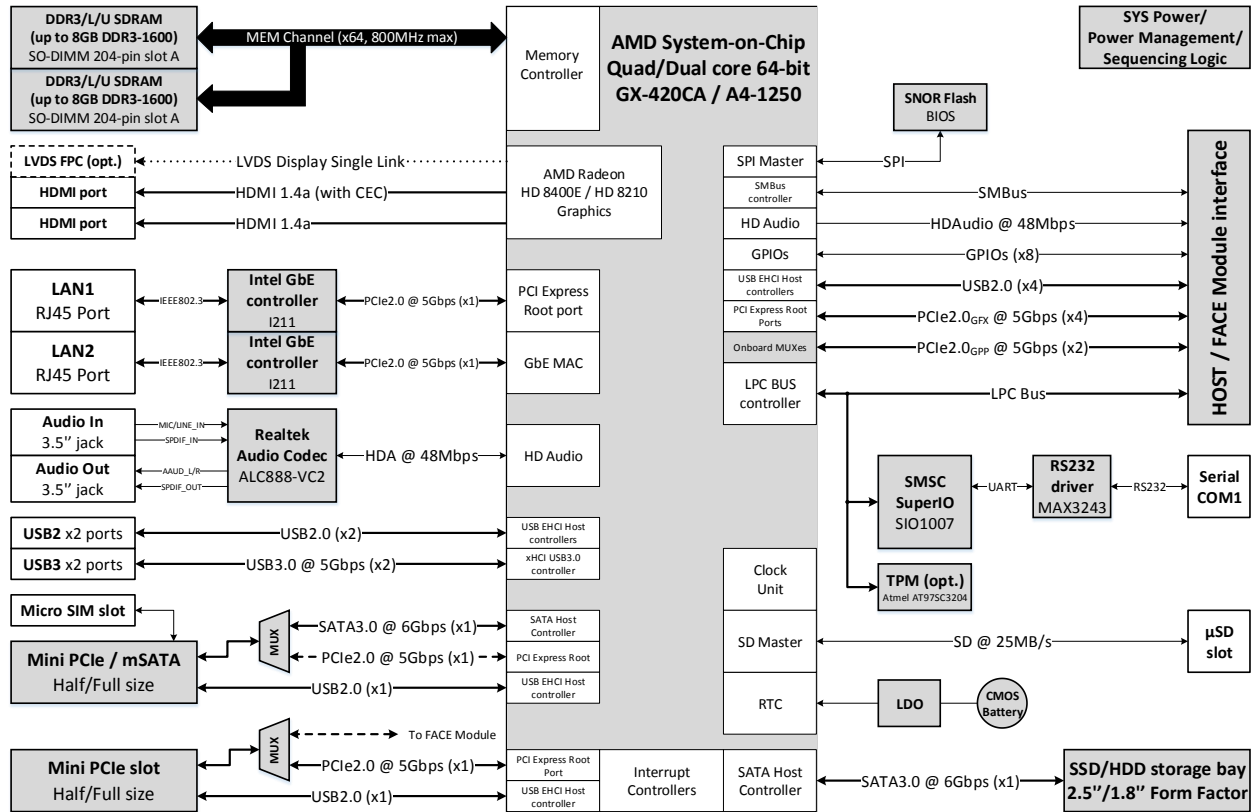 DDR3/L/U SDRAM
(up to 8GB DDR3-1600)
SO-DIMM 204-pin slot A
DDR3/L/U SDRAM
(up to 8GB DDR3-1600)
SO-DIMM 204-pin slot A
MEM Channel (x64, 800MHz max)
Memory
Controller
AMD System-on-Chip
Quad/Dual core 64-bit
GX-420CA / A4-1250
SYS Power/
Power Management/
Sequencing Logic
SNOR Flash
BIOS
LVDS FPC (opt.)
LVDS Display Single Link
HDMI port
HDMI 1.4a (with CEC)
HDMI port
HDMI 1.4a
AMD Radeon
HD 8400E / HD 8210
Graphics
SPI Master
SPI
SMBus
controller
SMBus
HD Audio
HDAudio @ 48Mbps
GPIOs
GPIOs (x8)
USB EHCI Host
controllers
USB2.0 (x4)
PCI Express Root
Ports
PCIe2.0GFX @ 5Gbps (x4)
Onboard MUXes
PCIe2.0GPP @ 5Gbps (x2)
LPC BUS
controller
LPC Bus
HOST / FACE Module interface
LAN1
RJ45 Port
IEEE802.3
Intel GbE
controller
I211
PCIe2.0 @ 5Gbps (x1)
PCI Express
Root port
LAN2
RJ45 Port
IEEE802.3
Intel GbE
controller
I211
PCIe2.0 @ 5Gbps (x1)
GbE MAC
Audio In
3.5'' jack
MIC/LINE_IN
SPDIF_IN
Audio Out
3.5'' jack
AAUD_L/R
SPDIF_OUT
Realtek
Audio Codec
ALC888-VC2
HDA @ 48Mbps
HD Audio
SMSC
SuperIO
SIO1007
UART
RS232
driver
MAX3243
RS232
Serial
COM1
USB2 x2 ports
USB2.0 (x2)
USB EHCI Host
controllers
USB3 x2 ports
USB3.0 @ 5Gbps (x2)
xHCI USB3.0
controller
Clock
Unit
TPM (opt.)
Atmel AT97SC3204
Micro SIM slot
Mini PCIe / mSATA
Half/Full size
MUX
SATA3.0 @ 6Gbps (x1)
SATA Host
Controller
PCIe2.0 @ 5Gbps (x1)
PCI Express Root
USB2.0 (x1)
USB EHCI Host
controller
SD Master
SD @ 25MB/s
µSD
slot
RTC
LDO
CMOS
Battery
Mini PCIe slot
Half/Full size
MUX
To FACE Module
PCIe2.0 @ 5Gbps (x1)
PCI Express Root
Port
USB2.0 (x1)
USB EHCI Host
controller
Interrupt
Controllers
SATA Host
Controller
SATA3.0 @ 6Gbps (x1)
SSD/HDD storage bay
2.5''/1.8'' Form Factor